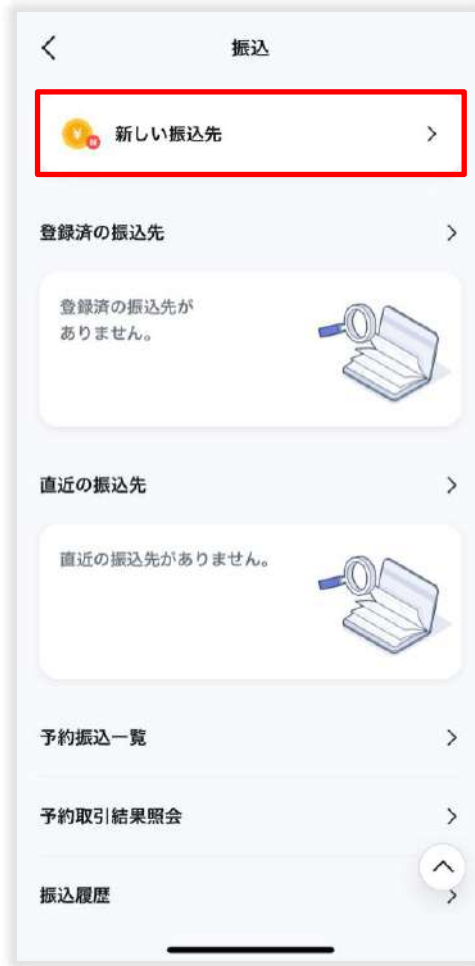 振込
新しい振込先
登録済の振込先
登録済の振込先が
ありません。
直近の振込先
直近の振込先がありません。
予約振込一覧
予約取引結果照会
振込履歴